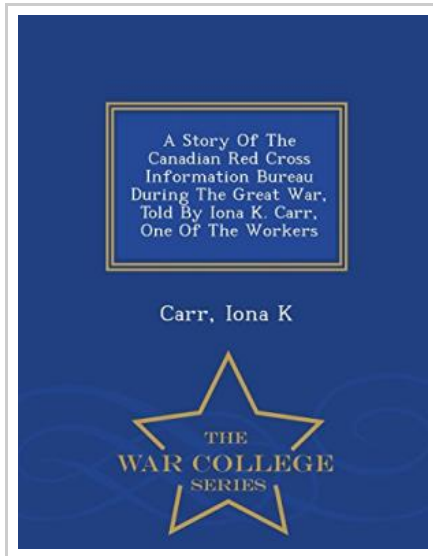 A Story Of The
Canadian Red Cross
Information Bureau
During The Great War,
Told By Iona K. Carr,
One Of The Workers
Carr, Iona K
THE
WAR COLLEGE
SERIES